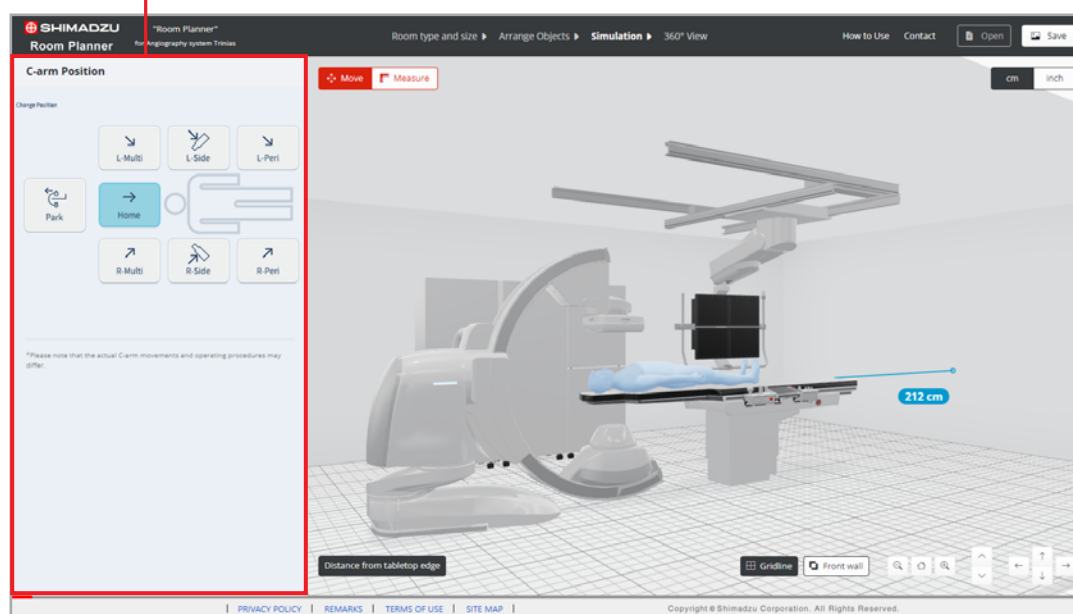 SHIMADZU
Room Planner
"Room Planner"
for Angiography system Trinias
Room type and size
Arrange Objects
Simulation
360° View
How to Use
Contact
Open
Save
C-arm Position
Change Position
L-Multi
L-Side
L-Peri
Park
Home
R-Multi
R-Side
R-Peri
*Please note that the actual C-arm movements and operating procedures may
differ.
Move
Measure
cm
inch
212 cm
Distance from tabletop edge
Gridline
Front wall
| PRIVACY POLICY | REMARKS | TERMS OF USE | SITE MAP |
Copyright © Shimadzu Corporation. All Rights Reserved.